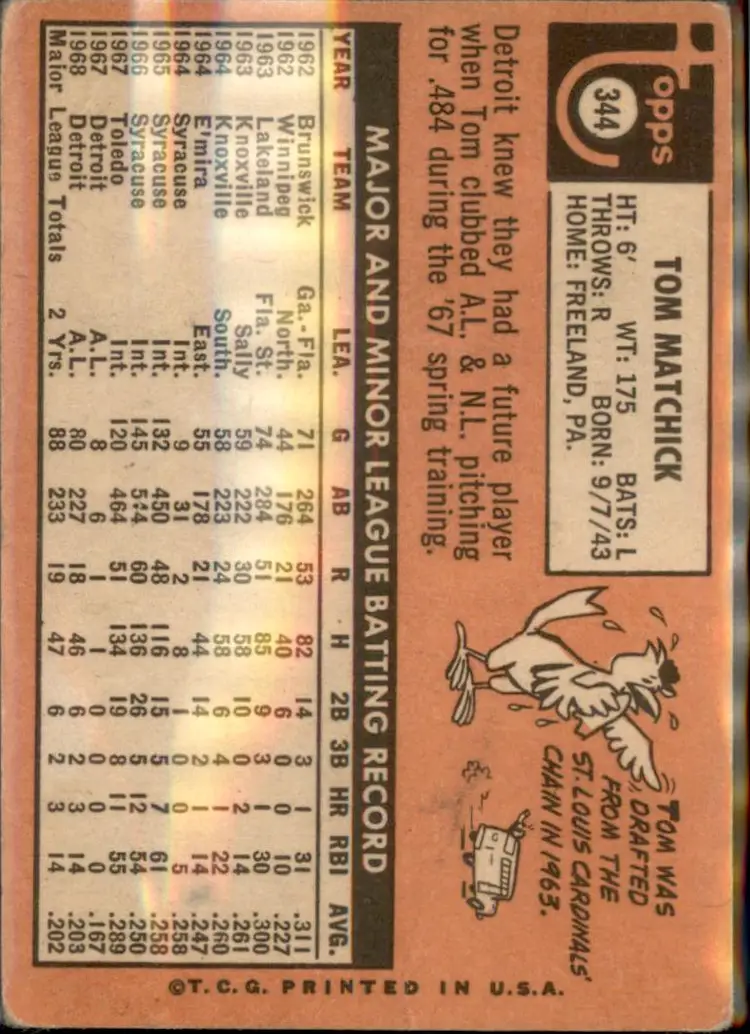 Topps
344
TOM MATCHICK
HT: 6' WT: 175 BATS: L
THROWS: R BORN: 9/7/43
HOME: FREELAND, PA.
Detroit knew they had a future player
when Tom clubbed A.L. & N.L. pitching
for .484 during the '67 spring training.
TOM WAS
DRAFTED
FROM THE
ST. LOUIS CARDINALS'
CHAIN IN 1963.
MAJOR AND MINOR LEAGUE BATTING RECORD
YEAR TEAM LEA. G AB R H 2B 3B HR RBI AVG.
1962 Brunswick Ga.-Fla. 71 264 53 82 14 3 1 31 .311
1962 Winnipeg North. 44 176 21 40 6 0 0 10 .227
1963 Lakeland Fla. St. 74 284 51 85 9 3 1 30 .300
1963 Knoxville Sally 59 222 30 58 10 0 2 14 .261
1964 Knoxville South. 58 223 24 58 6 4 1 22 .260
1964 E'mira East. 55 178 21 44 14 2 1 14 .247
1964 Syracuse Int. 9 31 2 8 1 0 0 5 .258
1965 Syracuse Int. 132 450 48 116 15 5 7 61 .258
1966 Syracuse Int. 145 544 60 136 26 5 12 54 .250
1967 Toledo Int. 120 464 51 134 19 8 11 55 .289
1967 Detroit A.L. 8 6 1 1 0 0 0 0 .167
1968 Detroit A.L. 80 227 18 46 6 2 3 14 .203
Major League Totals 2 Yrs. 88 233 19 47 6 2 3 14 .202
©T.C.G. PRINTED IN U.S.A.